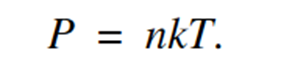 P = nkT.